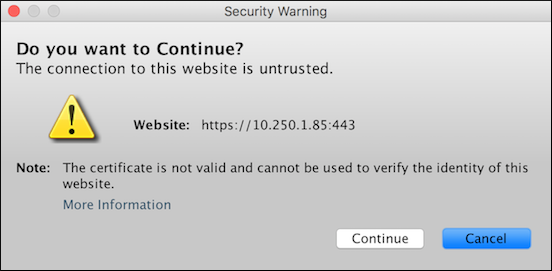 Security Warning
Do you want to Continue?
The connection to this website is untrusted.
Website: https://10.250.1.85:443
Note: The certificate is not valid and cannot be used to verify the identity of this
website.
More Information
Continue
Cancel